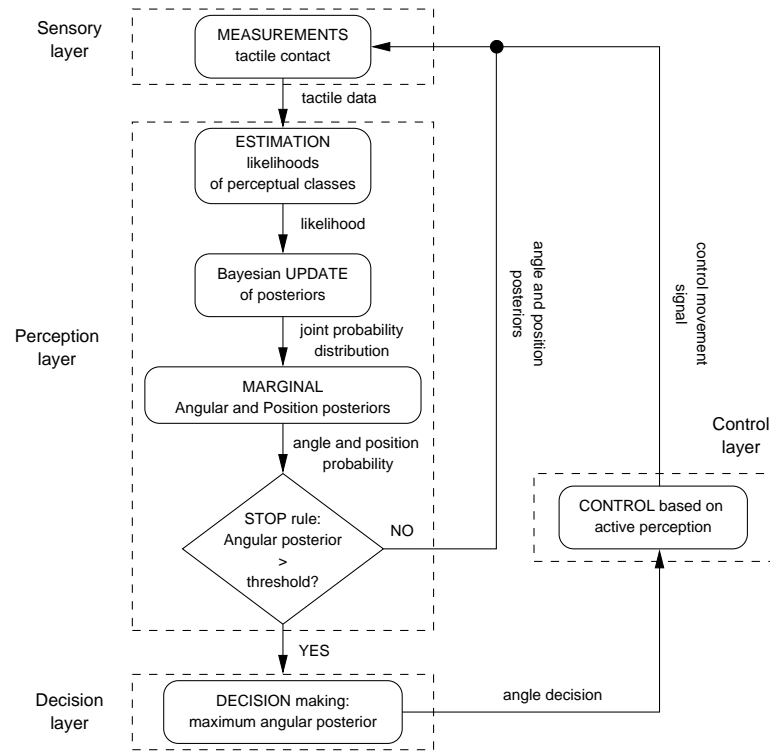 Sensory
layer
MEASUREMENTS
tactile contact
tactile data
ESTIMATION
likelihoods
of perceptual classes
likelihood
Bayesian UPDATE
of posteriors
joint probability
distribution
Perception
layer
MARGINAL
Angular and Position posteriors
angle and position
probability
STOP rule:
Angular posterior
>
threshold?
NO
YES
angle and position
posteriors
control movement
signal
Control
layer
CONTROL based on
active perception
Decision
layer
DECISION making:
maximum angular posterior
angle decision